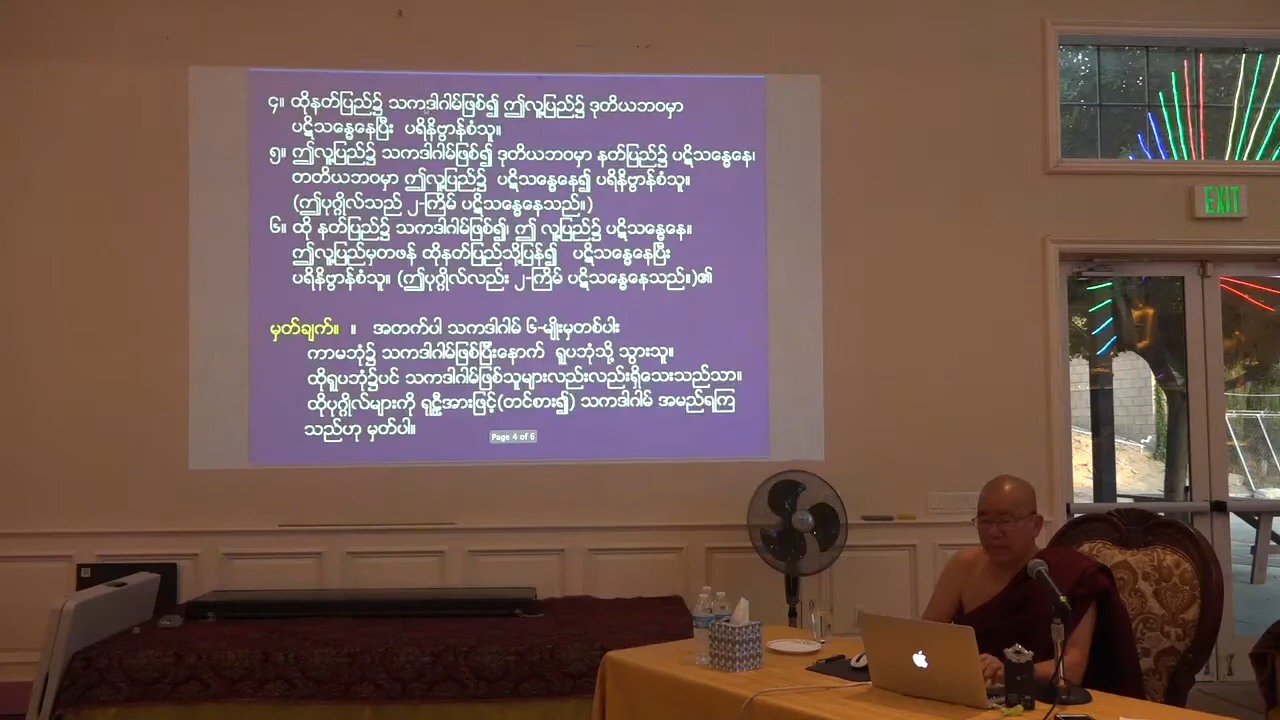 ၄။ ထိုနတ်ပြည်၌ သကဒါဂါမ်ဖြစ်၍ ဤလူ့ပြည်၌ ဒုတိယဘဝမှာ
ပဋိသန္ဓေနေပြီး ပရိနိဗ္ဗာန်စံသူ။
၅။ ဤလူ့ပြည်၌ သကဒါဂါမ်ဖြစ်၍ ဒုတိယဘဝမှာ နတ်ပြည်၌ ပဋိသန္ဓေနေ၊
တတိယဘဝမှာ ဤလူ့ပြည်၌ ပဋိသန္ဓေနေ၍ ပရိနိဗ္ဗာန်စံသူ။
(ဤပုဂ္ဂိုလ်သည် ၂-ကြိမ် ပဋိသန္ဓေနေသည်။)
၆။ ထို နတ်ပြည်၌ သကဒါဂါမ်ဖြစ်၍၊ ဤ လူ့ပြည်၌ ပဋိသန္ဓေနေ။
ဤလူ့ပြည်မှတဖန် ထိုနတ်ပြည်သို့ပြန်၍ ပဋိသန္ဓေနေပြီး
ပရိနိဗ္ဗာန်စံသူ။ (ဤပုဂ္ဂိုလ်လည်း ၂-ကြိမ် ပဋိသန္ဓေနေသည်။)၏
မှတ်ချက်။ ။ အတက်ပါ သကဒါဂါမ် ၆-မျိုးမှတစ်ပါး
ကာမဘုံ၌ သကဒါဂါမ်ဖြစ်ပြီးနောက် ရူပဘုံသို့ သွားသူ။
ထိုရူပဘုံ၌ပင် သကဒါဂါမ်ဖြစ်သူများလည်းလည်းရှိသေးသည်သာ။
ထိုပုဂ္ဂိုလ်များကို ရုဠှီအားဖြင့်(တင်စား၍) သကဒါဂါမ် အမည်ရကြ
သည်ဟု မှတ်ပါ။
Page 4 of 6
EXIT